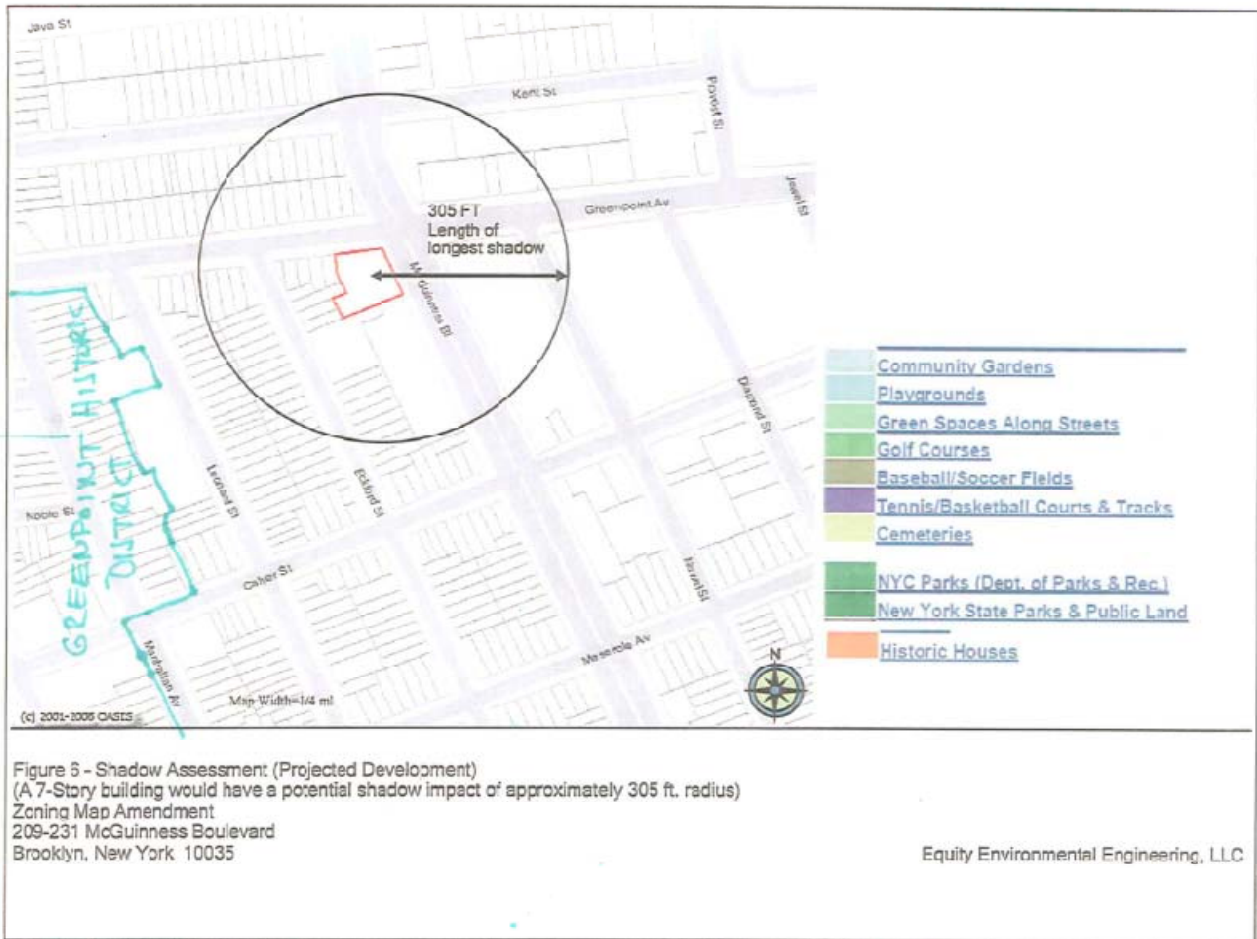 Java St
Kent St
Provost St
Jewel St
Greenpoint Av
305 FT
Length of
longest shadow
McGuinness Bl
GREENPOINT HISTORIC
DISTRICT
Noble St
Leonard St
Eckford St
Diamond St
Calyer St
Manhattan Av
Meserole Av
Map Width=1/4 mi
N
(c) 2001-2006 OASIS
Community Gardens
Playgrounds
Green Spaces Along Streets
Golf Courses
Baseball/Soccer Fields
Tennis/Basketball Courts & Tracks
Cemeteries
NYC Parks (Dept. of Parks & Rec.)
New York State Parks & Public Land
Historic Houses
Figure 6 - Shadow Assessment (Projected Development)
(A 7-Story building would have a potential shadow impact of approximately 305 ft. radius)
Zoning Map Amendment
209-231 McGuinness Boulevard
Brooklyn, New York 10035
Equity Environmental Engineering, LLC